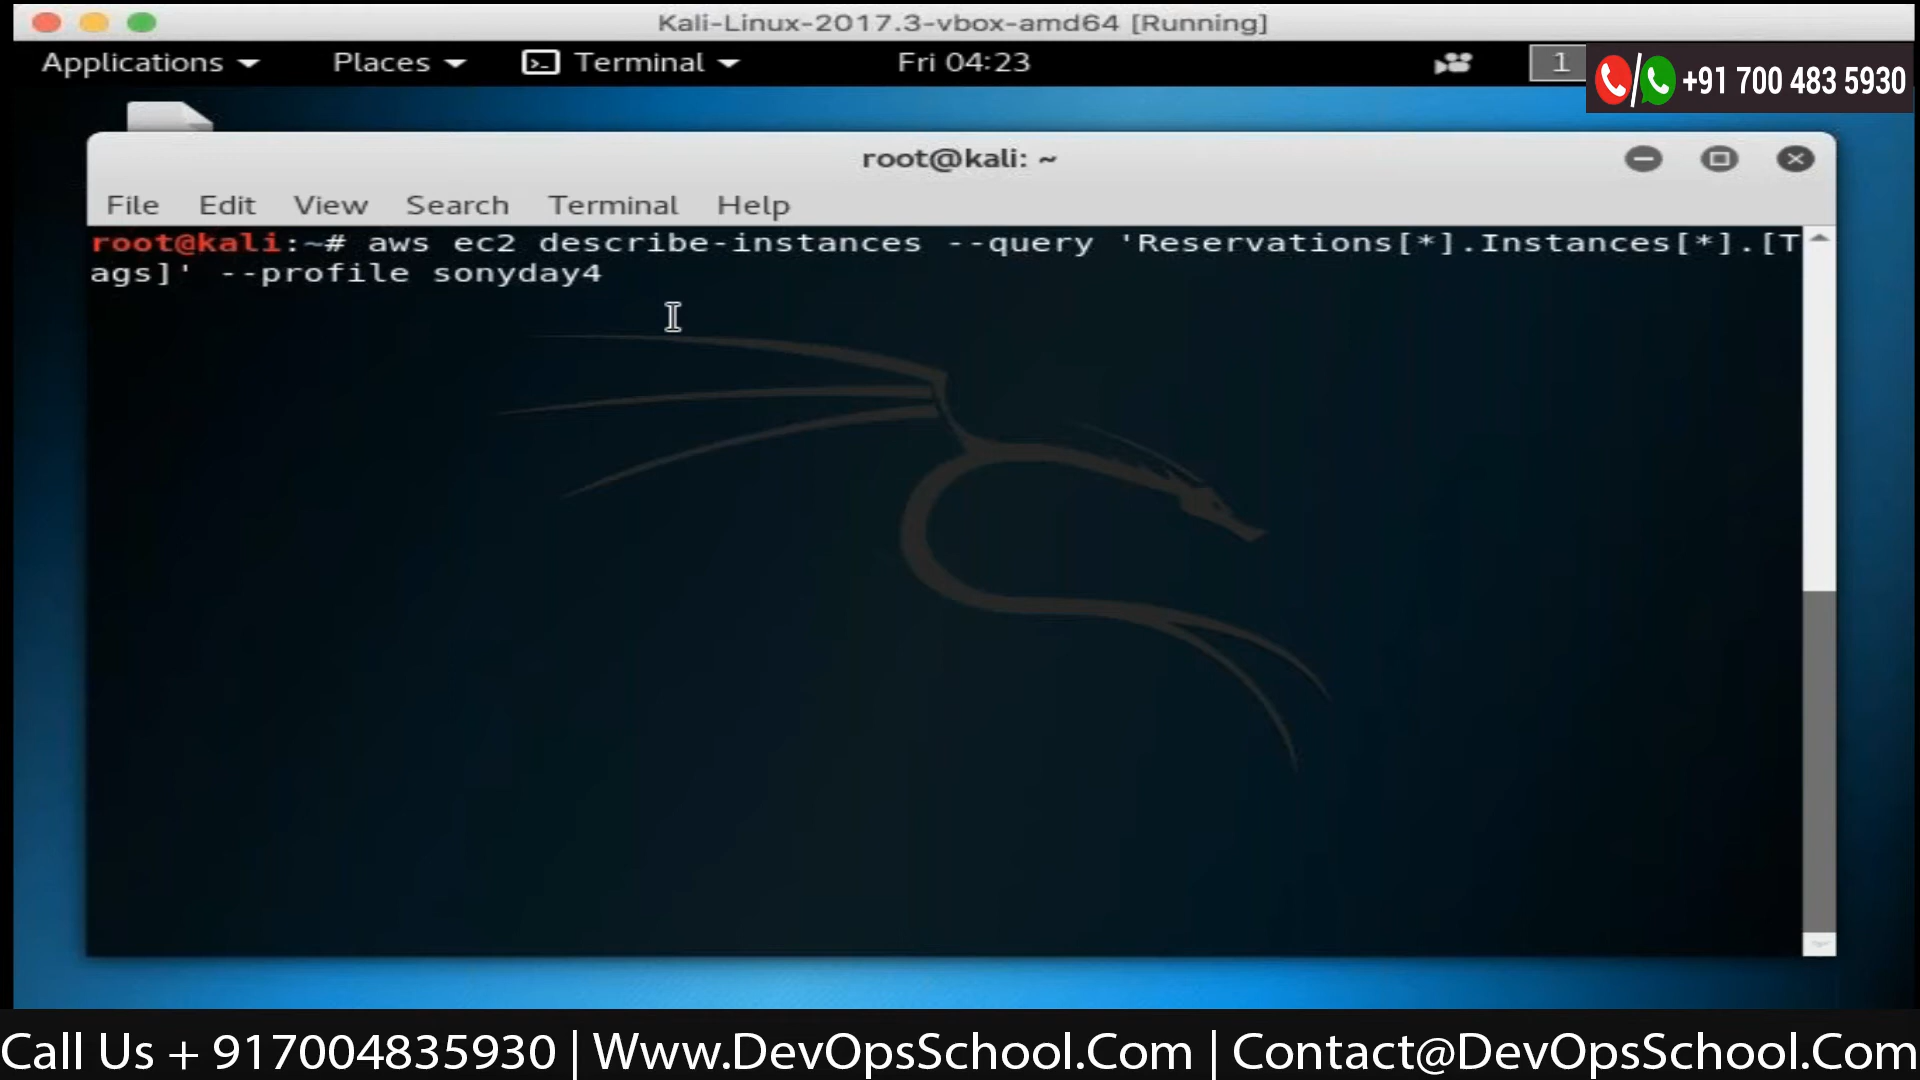 Kali-Linux-2017.3-vbox-amd64 [Running]
Applications Places Terminal Fri 04:23 1
+91 700 483 5930
root@kali: ~
File Edit View Search Terminal Help
root@kali:~# aws ec2 describe-instances --query 'Reservations[*].Instances[*].[T
ags]' --profile sonyday4
Call Us + 917004835930 | Www.DevOpsSchool.Com | Contact@DevOpsSchool.Com